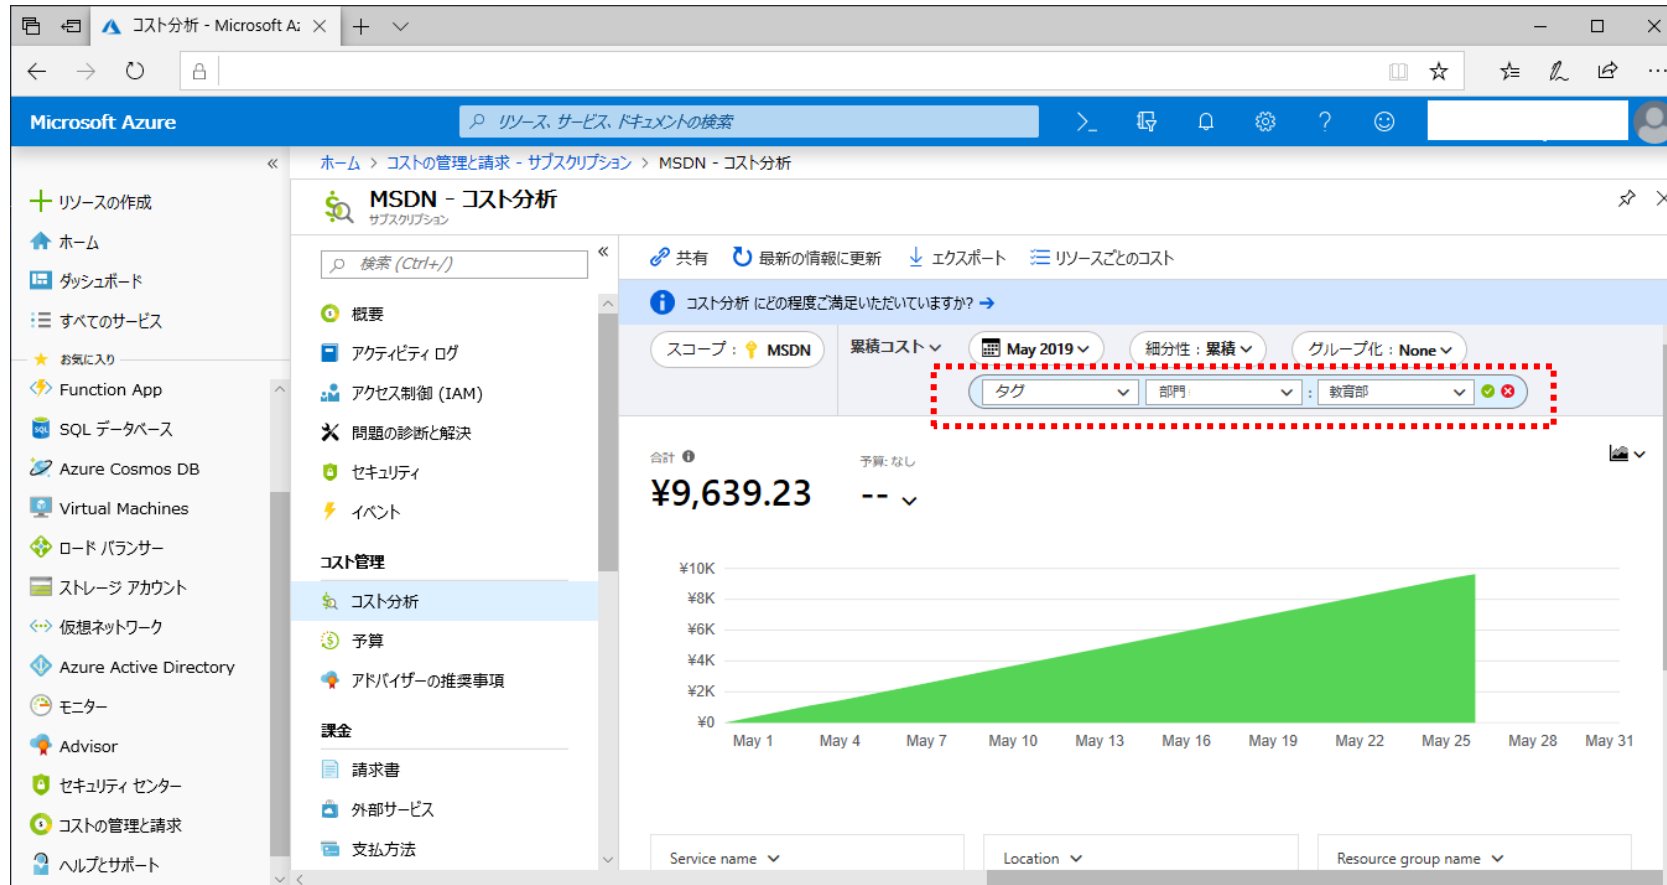 コスト分析 - Microsoft Az
Microsoft Azure
リソース、サービス、ドキュメントの検索
ホーム > コストの管理と請求 - サブスクリプション > MSDN - コスト分析
リソースの作成
ホーム
ダッシュボード
すべてのサービス
お気に入り
Function App
SQL データベース
Azure Cosmos DB
Virtual Machines
ロード バランサー
ストレージ アカウント
仮想ネットワーク
Azure Active Directory
モニター
Advisor
セキュリティ センター
コストの管理と請求
ヘルプとサポート
MSDN - コスト分析
サブスクリプション
検索 (Ctrl+/)
概要
アクティビティ ログ
アクセス制御 (IAM)
問題の診断と解決
セキュリティ
イベント
コスト管理
コスト分析
予算
アドバイザーの推奨事項
課金
請求書
外部サービス
支払方法
共有 最新の情報に更新 エクスポート リソースごとのコスト
コスト分析 にどの程度ご満足いただいていますか? →
スコープ : MSDN 累積コスト May 2019 細分性 : 累積 グループ化 : None
タグ 部門 : 教育部
合計 予算: なし
¥9,639.23 --
¥10K
¥8K
¥6K
¥4K
¥2K
¥0
May 1 May 4 May 7 May 10 May 13 May 16 May 19 May 22 May 25 May 28 May 31
Service name Location Resource group name